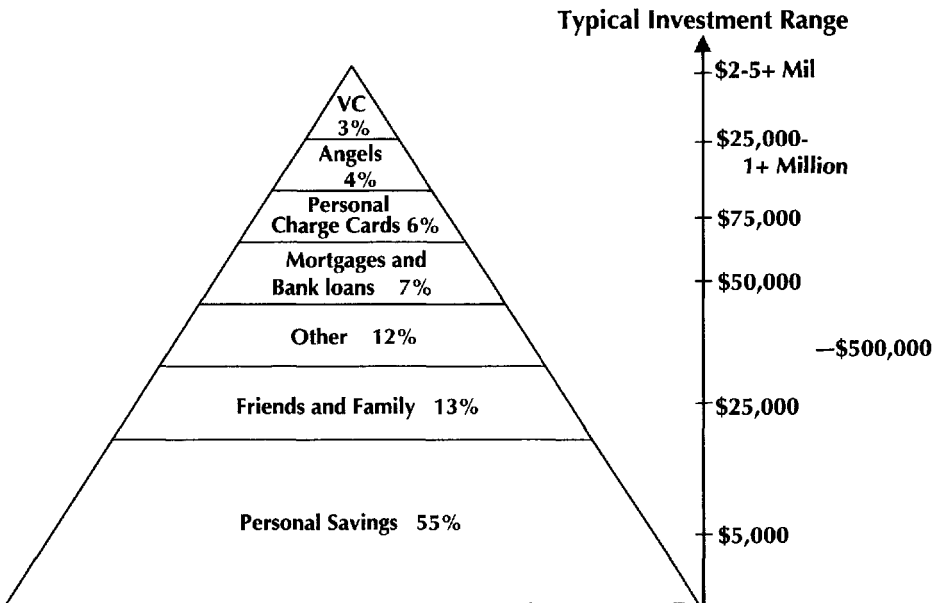 Typical Investment Range
$2-5+ Mil
VC
3%
$25,000-
1+ Million
Angels
4%
Personal
Charge Cards 6%
$75,000
Mortgages and
Bank loans 7%
$50,000
Other 12%
—$500,000
Friends and Family 13%
$25,000
Personal Savings 55%
$5,000